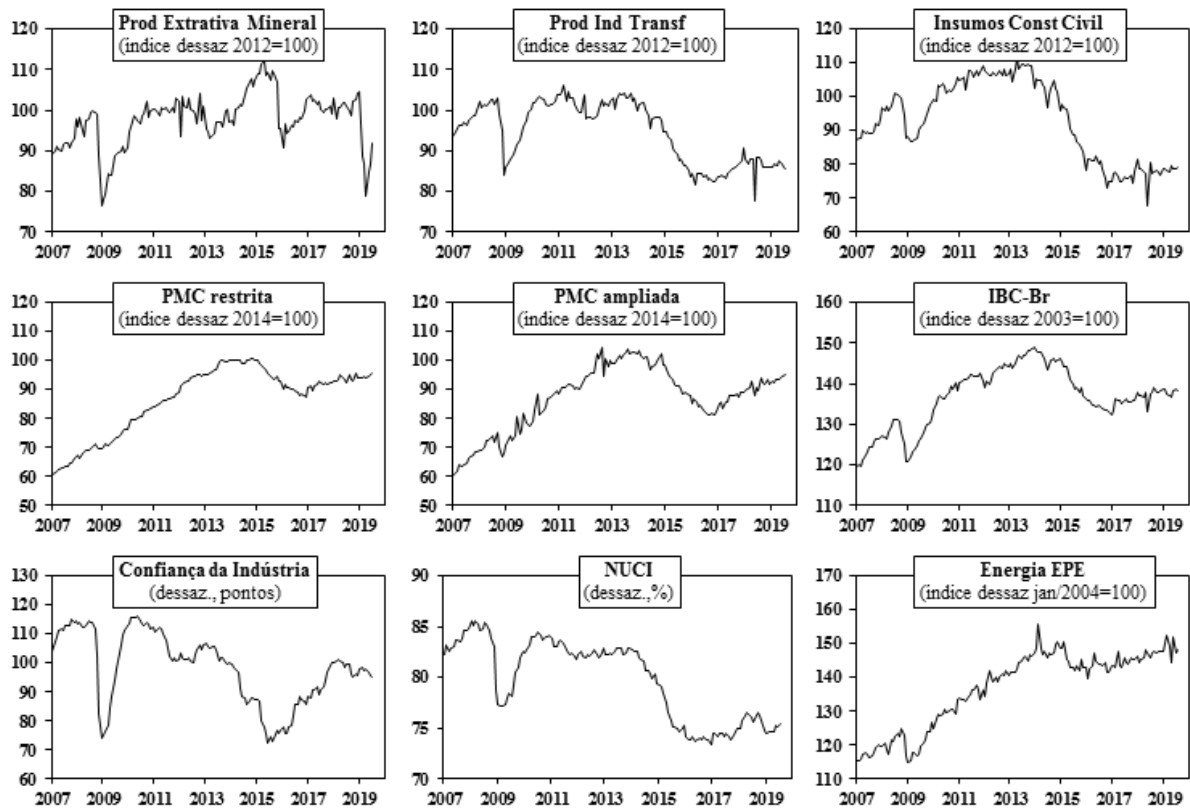 Prod Extrativa Mineral
(índice dessaz 2012=100)
120
110
100
90
80
70
2007 2009 2011 2013 2015 2017 2019
Prod Ind Transf
(índice dessaz 2012=100)
120
110
100
90
80
70
2007 2009 2011 2013 2015 2017 2019
Insumos Const Civil
(índice dessaz 2012=100)
120
110
100
90
80
70
60
2007 2009 2011 2013 2015 2017 2019
PMC restrita
(índice dessaz 2014=100)
120
110
100
90
80
70
60
50
2007 2009 2011 2013 2015 2017 2019
PMC ampliada
(índice dessaz 2014=100)
120
110
100
90
80
70
60
50
2007 2009 2011 2013 2015 2017 2019
IBC-Br
(índice dessaz 2003=100)
160
150
140
130
120
110
2007 2009 2011 2013 2015 2017 2019
Confiança da Indústria
(dessaz., pontos)
130
120
110
100
90
80
70
60
2007 2009 2011 2013 2015 2017 2019
NUCI
(dessaz.,%)
90
85
80
75
70
2007 2009 2011 2013 2015 2017 2019
Energia EPE
(índice dessaz jan/2004=100)
170
160
150
140
130
120
110
2007 2009 2011 2013 2015 2017 2019